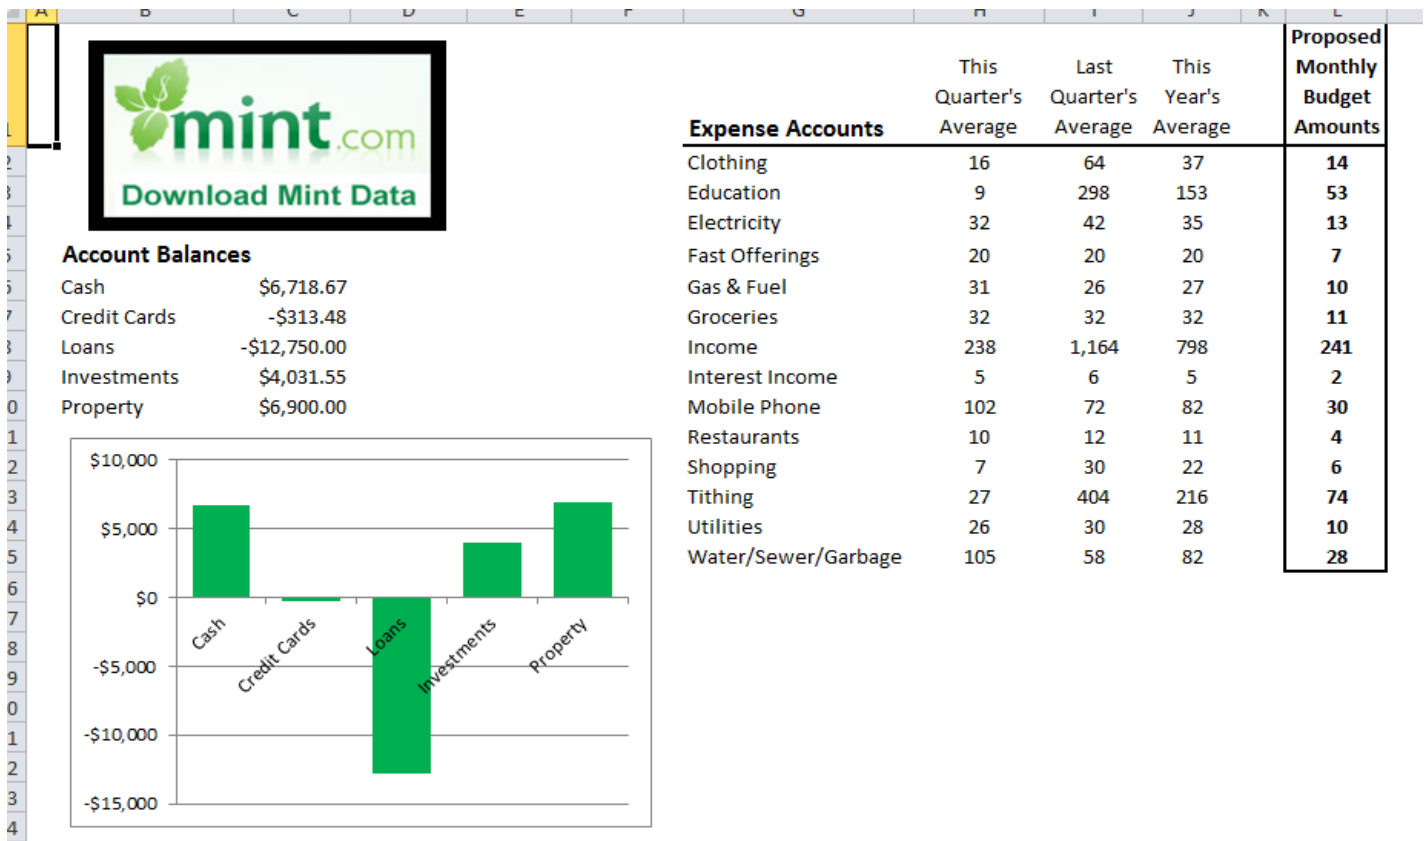 A B C D E F G H I J K L
mint.com
Download Mint Data
Account Balances
Cash $6,718.67
Credit Cards -$313.48
Loans -$12,750.00
Investments $4,031.55
Property $6,900.00
$10,000
$5,000
$0
-$5,000
-$10,000
-$15,000
Cash
Credit Cards
Loans
Investments
Property
Expense Accounts
This
Quarter's
Average
Last
Quarter's
Average
This
Year's
Average
Proposed
Monthly
Budget
Amounts
Clothing 16 64 37 14
Education 9 298 153 53
Electricity 32 42 35 13
Fast Offerings 20 20 20 7
Gas & Fuel 31 26 27 10
Groceries 32 32 32 11
Income 238 1,164 798 241
Interest Income 5 6 5 2
Mobile Phone 102 72 82 30
Restaurants 10 12 11 4
Shopping 7 30 22 6
Tithing 27 404 216 74
Utilities 26 30 28 10
Water/Sewer/Garbage 105 58 82 28